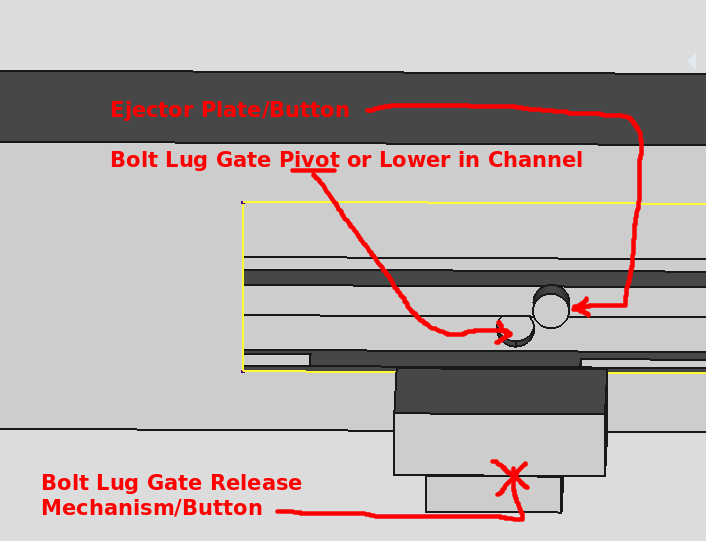 Ejector Plate/Button
Bolt Lug Gate Pivot or Lower in Channel
Bolt Lug Gate Release
Mechanism/Button